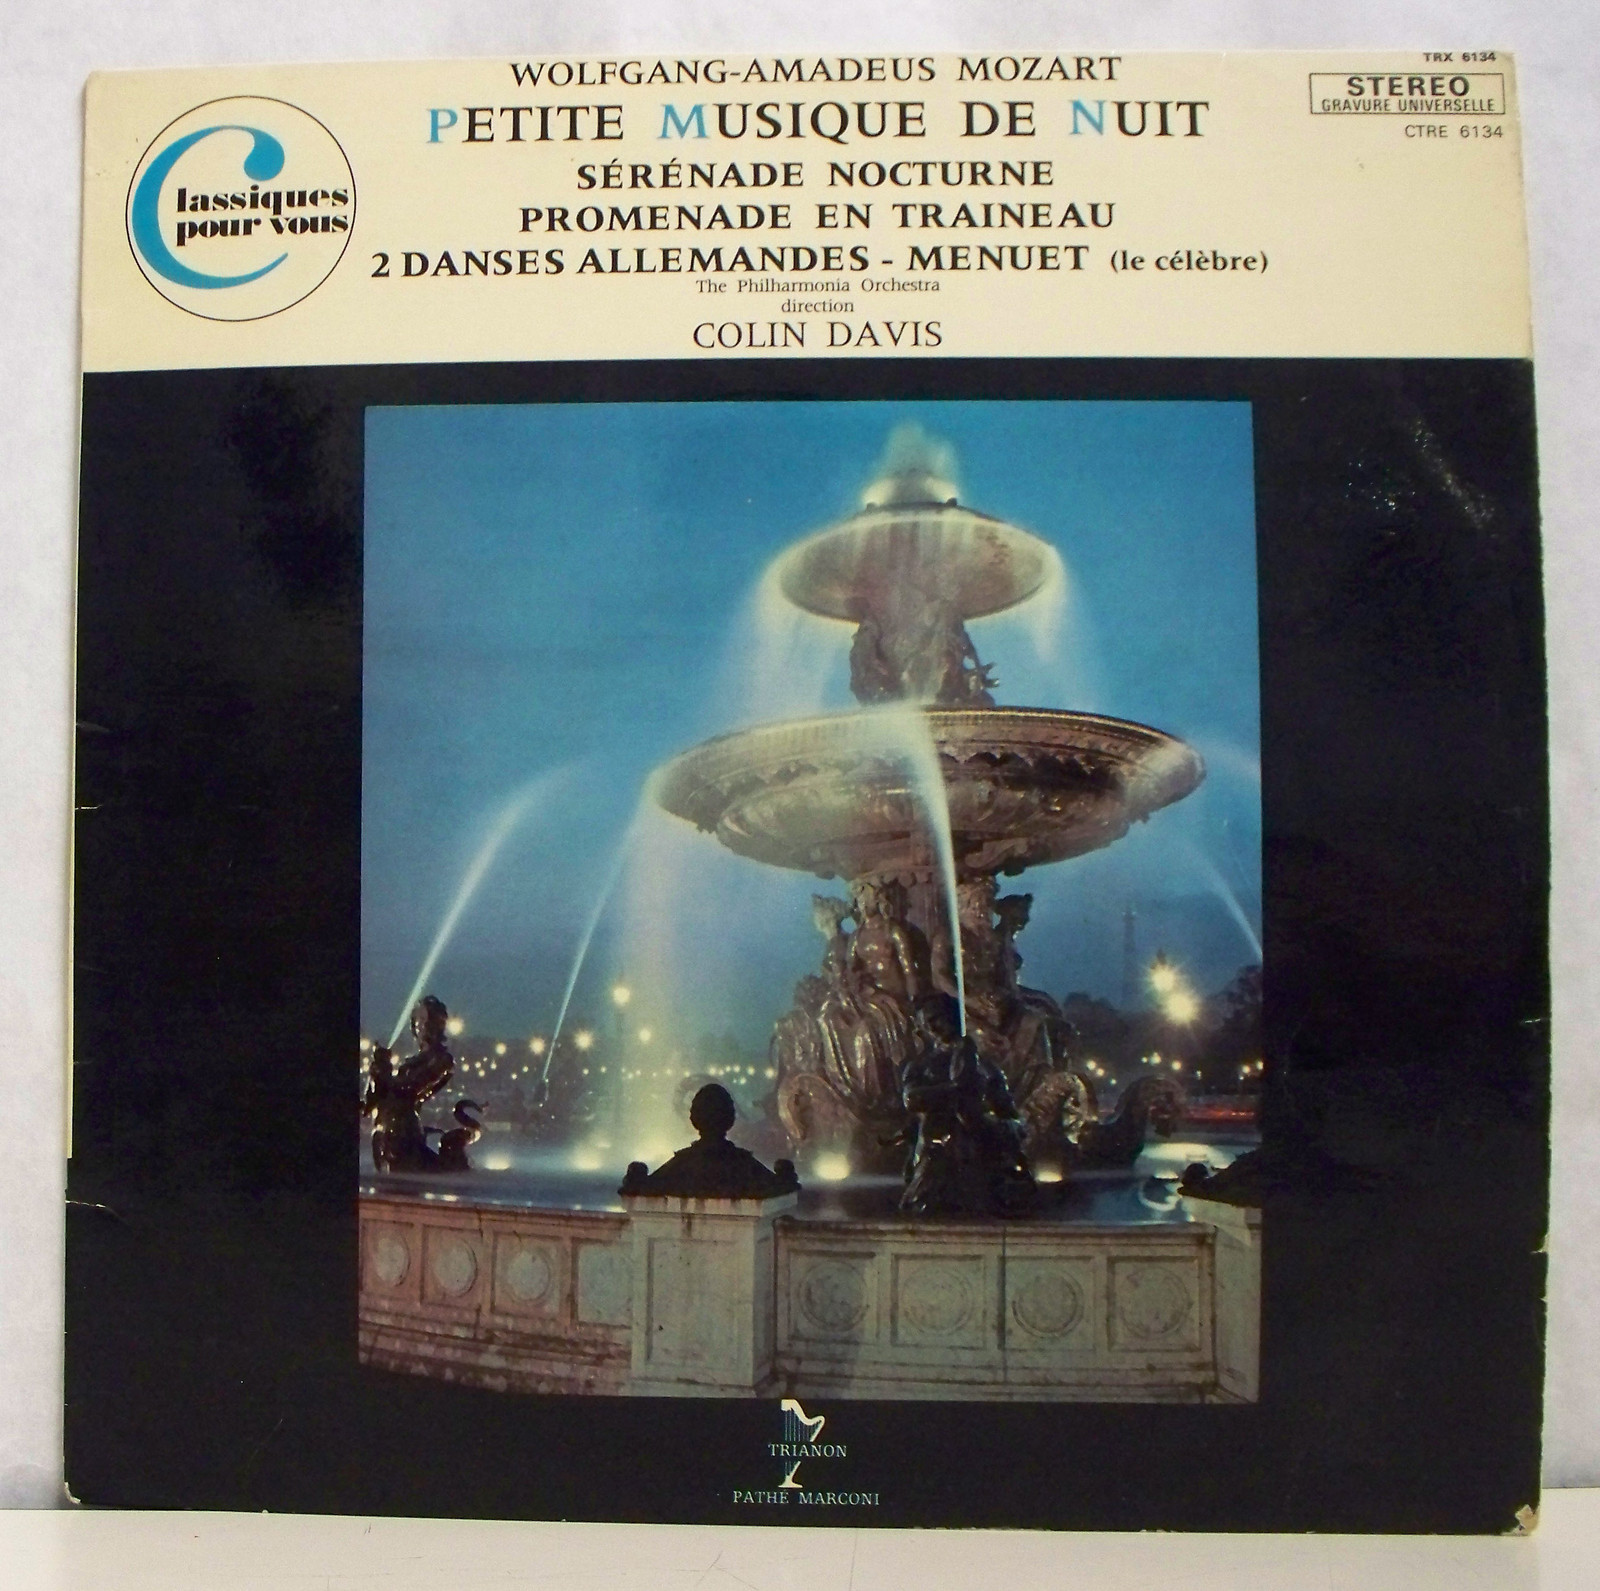 TRX 6134
WOLFGANG-AMADEUS MOZART
STEREO
GRAVURE UNIVERSELLE
CTRE 6134
PETITE MUSIQUE DE NUIT
SÉRÉNADE NOCTURNE
PROMENADE EN TRAINEAU
2 DANSES ALLEMANDES - MENUET (le célèbre)
Classiques
pour vous
The Philharmonia Orchestra
direction
COLIN DAVIS
TRIANON
PATHÉ MARCONI